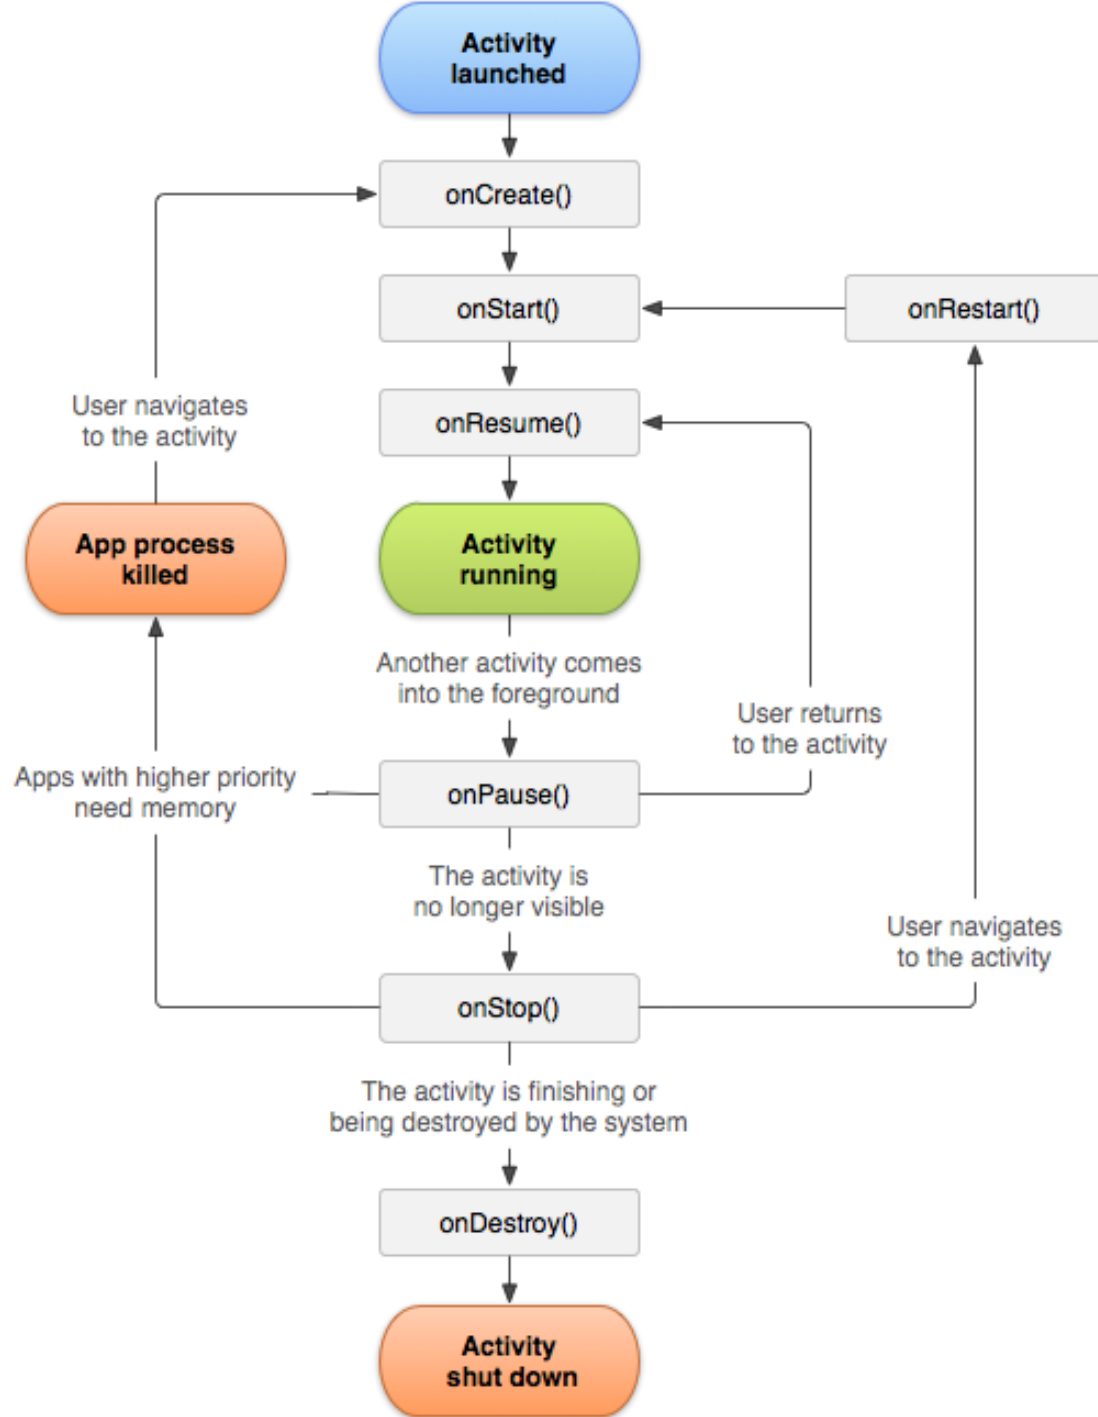 Activity
launched
onCreate()
onStart()
onRestart()
User navigates
to the activity
onResume()
App process
killed
Activity
running
Another activity comes
into the foreground
User returns
to the activity
Apps with higher priority
need memory
onPause()
The activity is
no longer visible
User navigates
to the activity
onStop()
The activity is finishing or
being destroyed by the system
onDestroy()
Activity
shut down